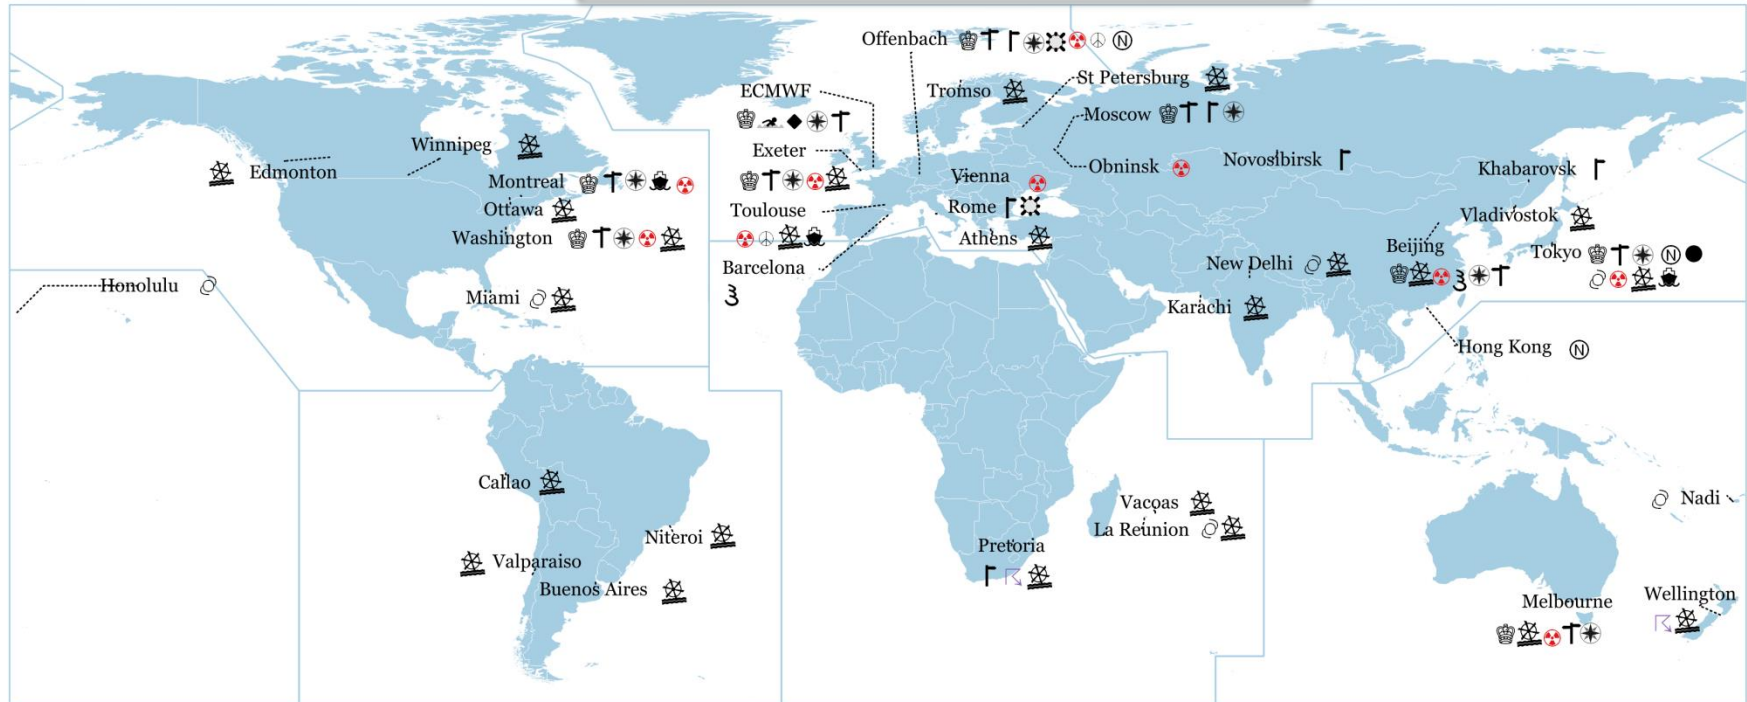 Offenbach
N
ECMWF
Tromso
St Petersburg
Moscow
Winnipeg
Exeter
Edmonton
Montreal
Vienna
Obninsk
Novosibirsk
Khabarovsk
Ottawa
Toulouse
Rome
Vladivostok
Washington
Athens
Beijing
Tokyo
N
Barcelona
New Delhi
Honolulu
Miami
Karachi
Hong Kong
N
Callao
Vacoas
Nadi
La Reunion
Niteroi
Pretoria
Valparaiso
Buenos Aires
Melbourne
Wellington